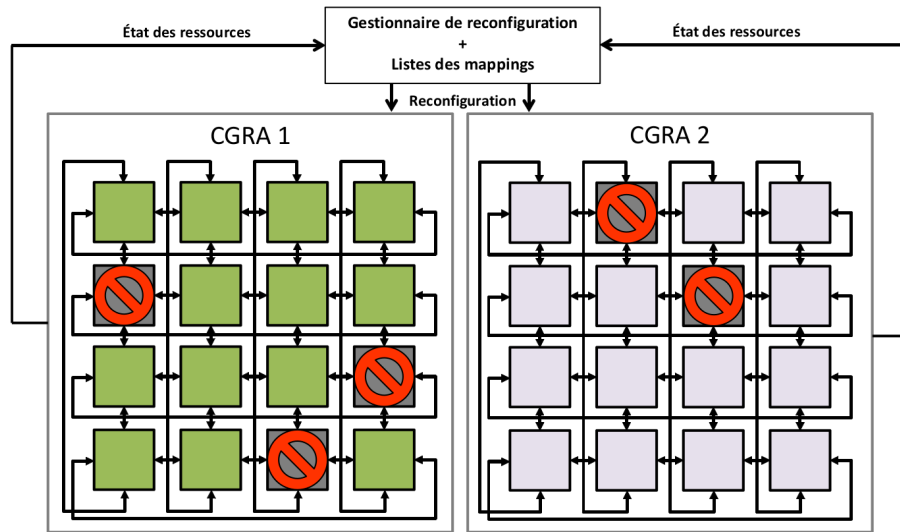 Gestionnaire de reconfiguration
+
Listes des mappings
État des ressources
État des ressources
Reconfiguration
CGRA 1
CGRA 2